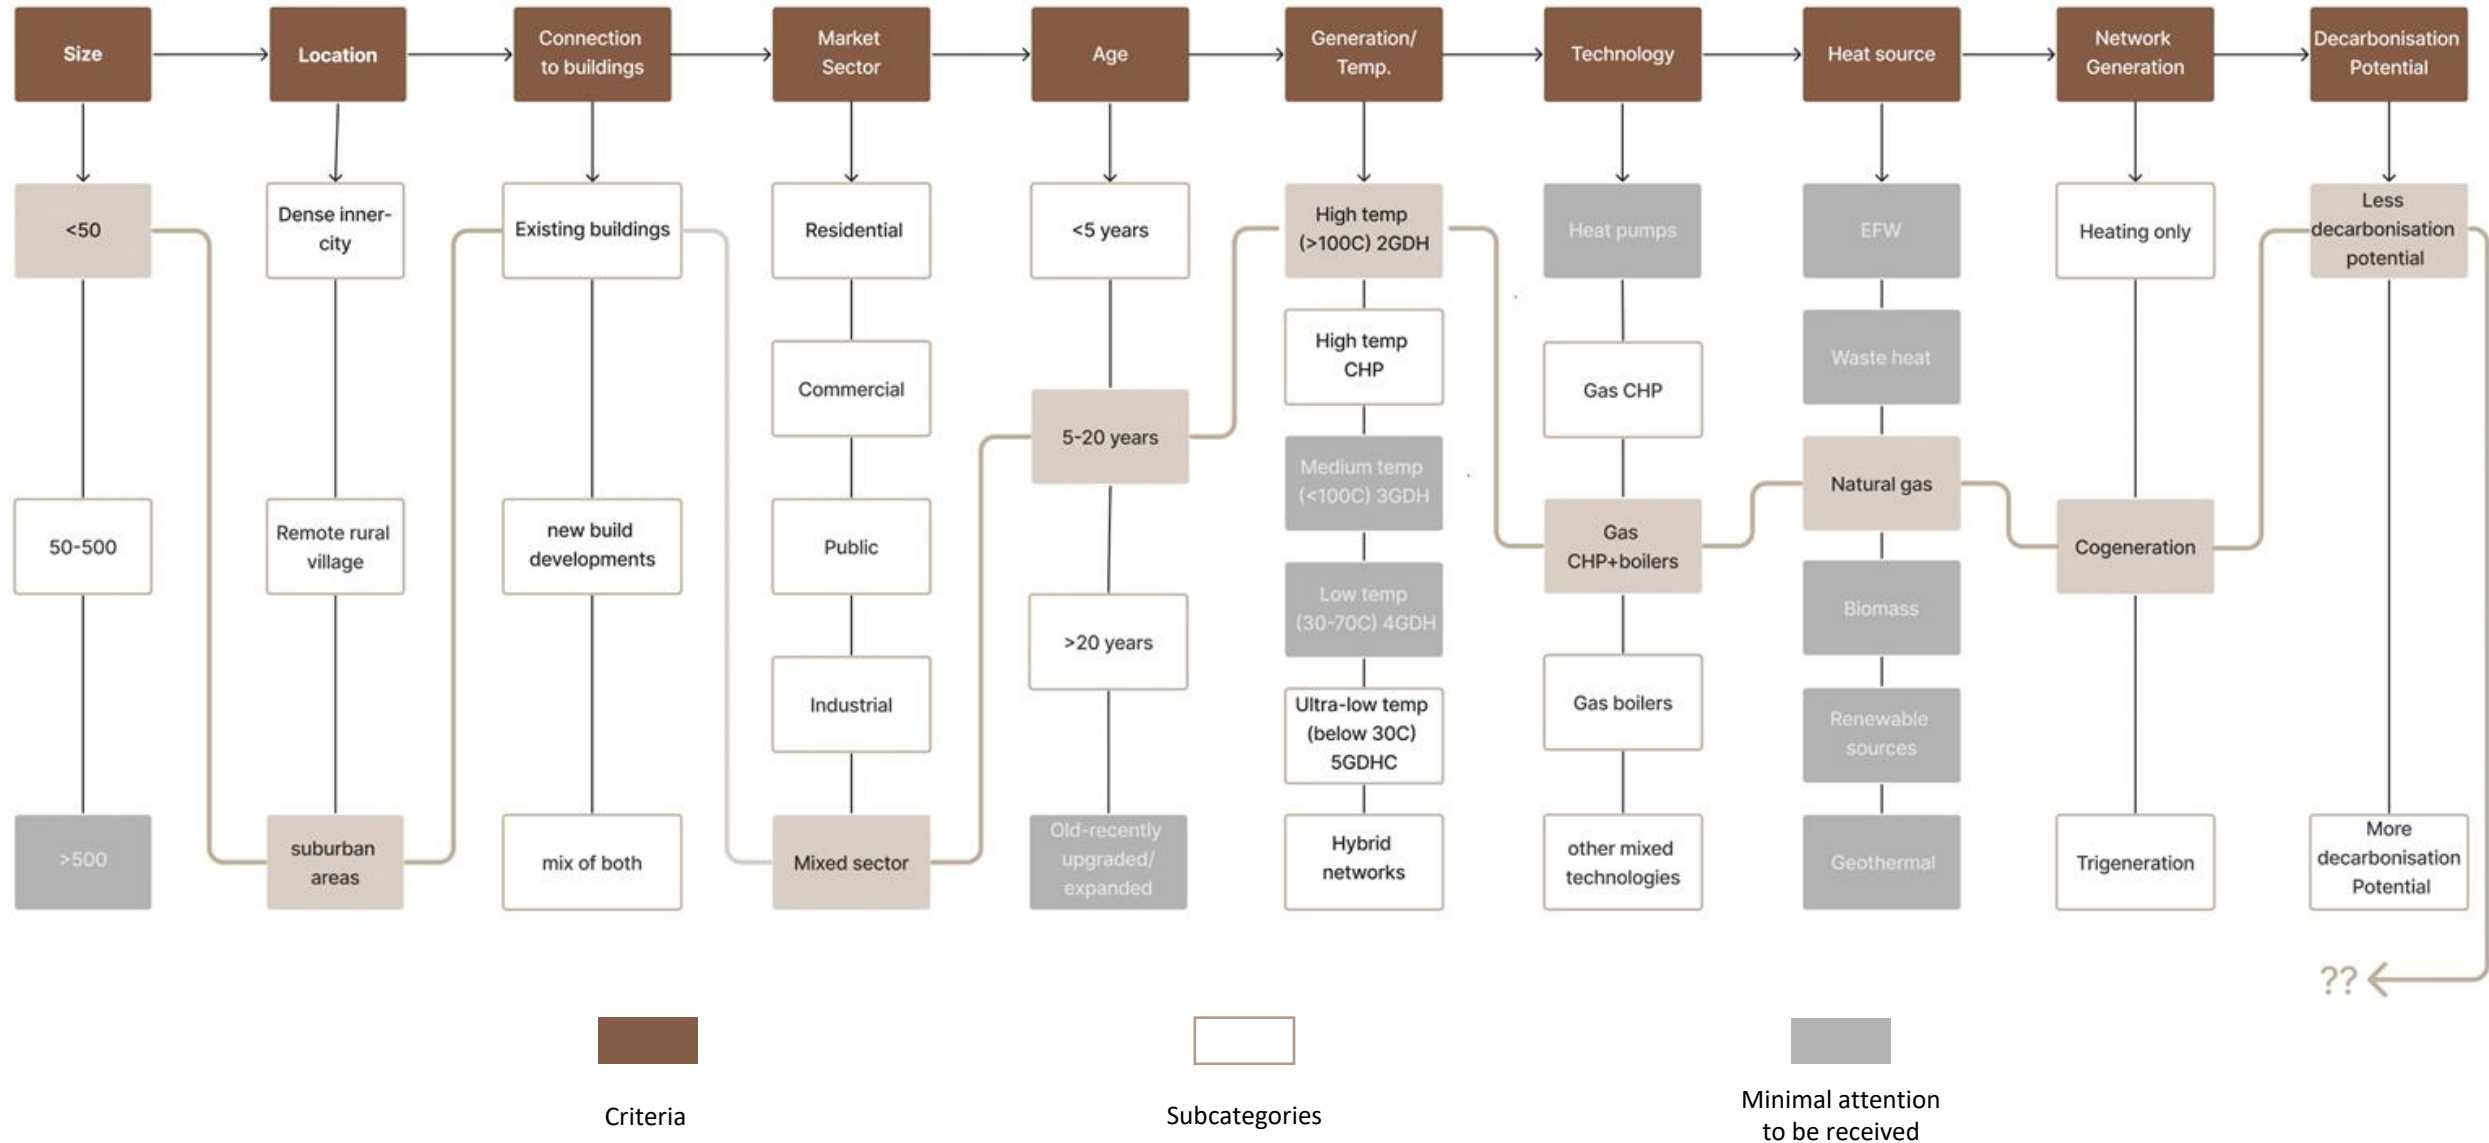 Size
Location
Connection
to buildings
Market
Sector
Age
Generation/
Temp.
Technology
Heat source
Network
Generation
Decarbonisation
Potential
<50
50-500
>500
Dense inner-
city
Remote rural
village
suburban
areas
Existing buildings
new build
developments
mix of both
Residential
Commercial
Public
Industrial
Mixed sector
<5 years
5-20 years
>20 years
Old-recently
upgraded/
expanded
High temp
(>100C) 2GDH
High temp
CHP
Medium temp
(<100C) 3GDH
Low temp
(30-70C) 4GDH
Ultra-low temp
(below 30C)
5GDHC
Hybrid
networks
Heat pumps
Gas CHP
Gas
CHP+boilers
Gas boilers
other mixed
technologies
EFW
Waste heat
Natural gas
Biomass
Renewable
sources
Geothermal
Heating only
Cogeneration
Trigeneration
Less
decarbonisation
potential
More
decarbonisation
Potential
??
Criteria
Subcategories
Minimal attention
to be received